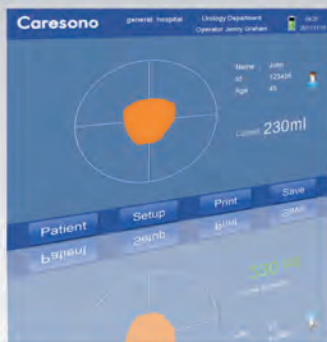 Caresono
general hospital
Urology Department
Operator Jenny Graham
Name John
Id 123456
Age 45
Current 230ml
Patient
Setup
Print
Save